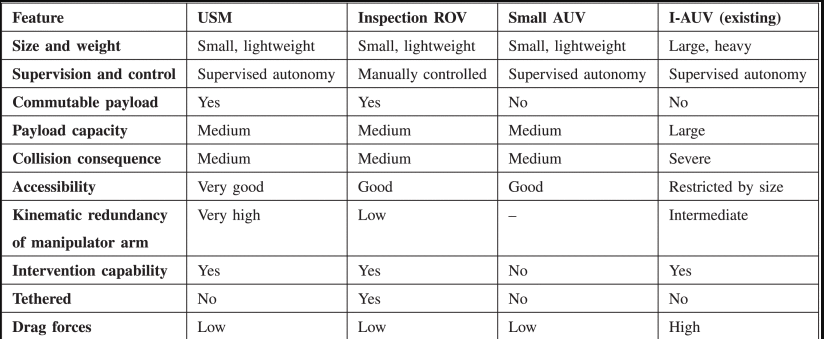 Feature USM Inspection ROV Small AUV I-AUV (existing)
Size and weight Small, lightweight Small, lightweight Small, lightweight Large, heavy
Supervision and control Supervised autonomy Manually controlled Supervised autonomy Supervised autonomy
Commutable payload Yes Yes No No
Payload capacity Medium Medium Medium Large
Collision consequence Medium Medium Medium Severe
Accessibility Very good Good Good Restricted by size
Kinematic redundancy Very high Low – Intermediate
of manipulator arm
Intervention capability Yes Yes No Yes
Tethered No Yes No No
Drag forces Low Low Low High